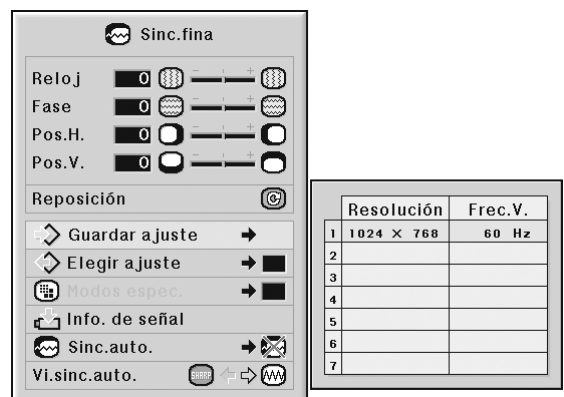 Sinc.fina
Reloj 0 - +
Fase 0 - +
Pos.H. 0 - +
Pos.V. 0 - +
Reposición
Guardar ajuste
Elegir ajuste
Modos espec.
Info. de señal
Sinc.auto.
Vi.sinc.auto. SHARP
Resolución Frec.V.
1 1024 × 768 60 Hz
2
3
4
5
6
7